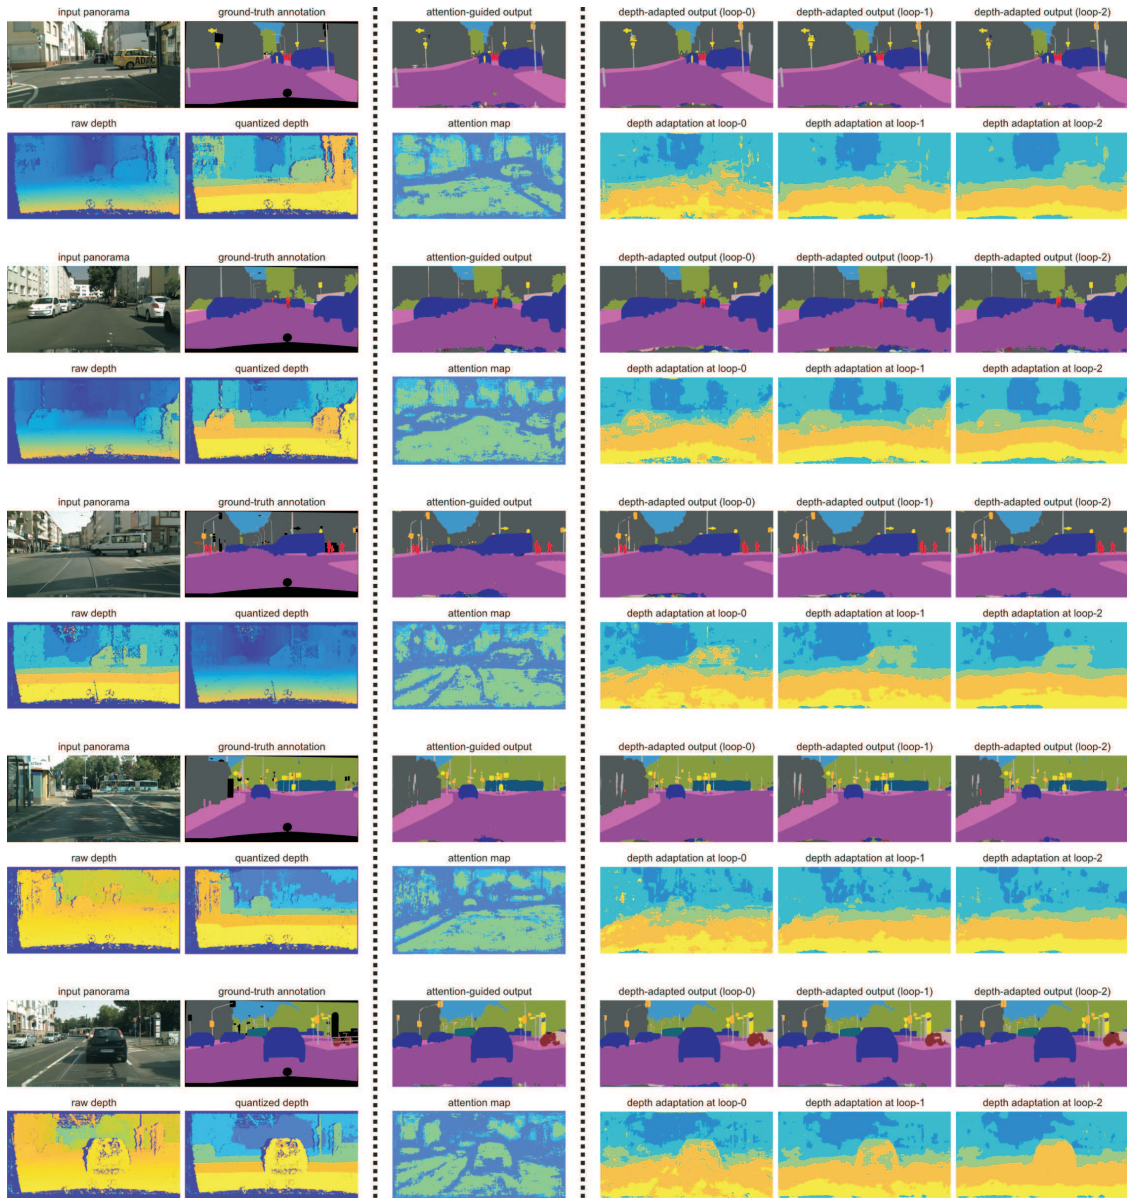 input panorama ground-truth annotation attention-guided output depth-adapted output (loop-0) depth-adapted output (loop-1) depth-adapted output (loop-2)
raw depth quantized depth attention map depth adaptation at loop-0 depth adaptation at loop-1 depth adaptation at loop-2
input panorama ground-truth annotation attention-guided output depth-adapted output (loop-0) depth-adapted output (loop-1) depth-adapted output (loop-2)
raw depth quantized depth attention map depth adaptation at loop-0 depth adaptation at loop-1 depth adaptation at loop-2
input panorama ground-truth annotation attention-guided output depth-adapted output (loop-0) depth-adapted output (loop-1) depth-adapted output (loop-2)
raw depth quantized depth attention map depth adaptation at loop-0 depth adaptation at loop-1 depth adaptation at loop-2
input panorama ground-truth annotation attention-guided output depth-adapted output (loop-0) depth-adapted output (loop-1) depth-adapted output (loop-2)
raw depth quantized depth attention map depth adaptation at loop-0 depth adaptation at loop-1 depth adaptation at loop-2
input panorama ground-truth annotation attention-guided output depth-adapted output (loop-0) depth-adapted output (loop-1) depth-adapted output (loop-2)
raw depth quantized depth attention map depth adaptation at loop-0 depth adaptation at loop-1 depth adaptation at loop-2